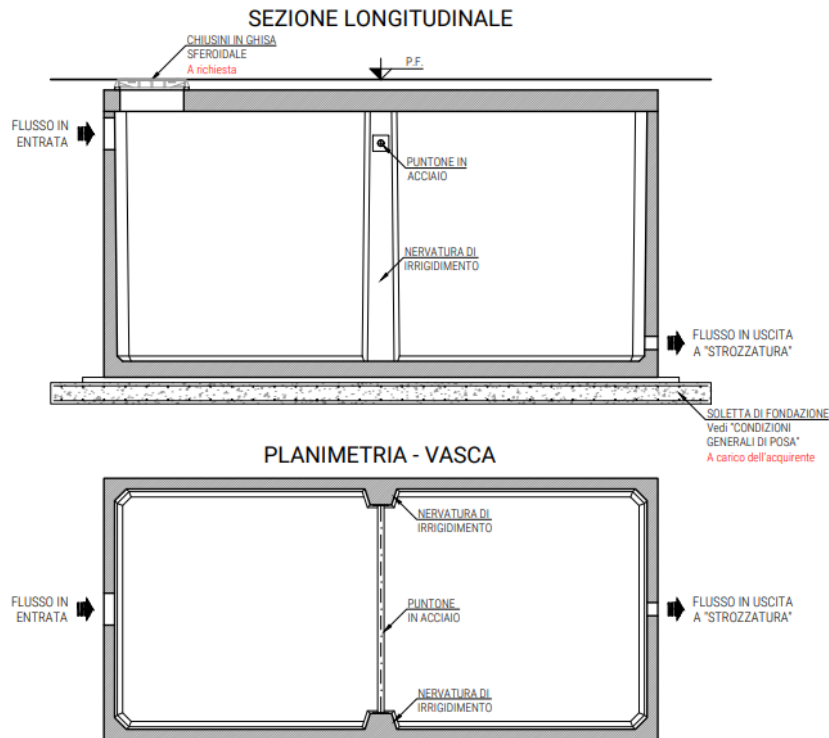 SEZIONE LONGITUDINALE
CHIUSINI IN GHISA
SFEROIDALE
A richiesta
P.F.
FLUSSO IN
ENTRATA
PUNTONE IN
ACCIAIO
NERVATURA DI
IRRIGIDIMENTO
FLUSSO IN USCITA
A "STROZZATURA"
SOLETTA DI FONDAZIONE
Vedi "CONDIZIONI
GENERALI DI POSA"
A carico dell'acquirente
PLANIMETRIA - VASCA
NERVATURA DI
IRRIGIDIMENTO
FLUSSO IN
ENTRATA
PUNTONE
IN ACCIAIO
FLUSSO IN USCITA
A "STROZZATURA"
NERVATURA DI
IRRIGIDIMENTO